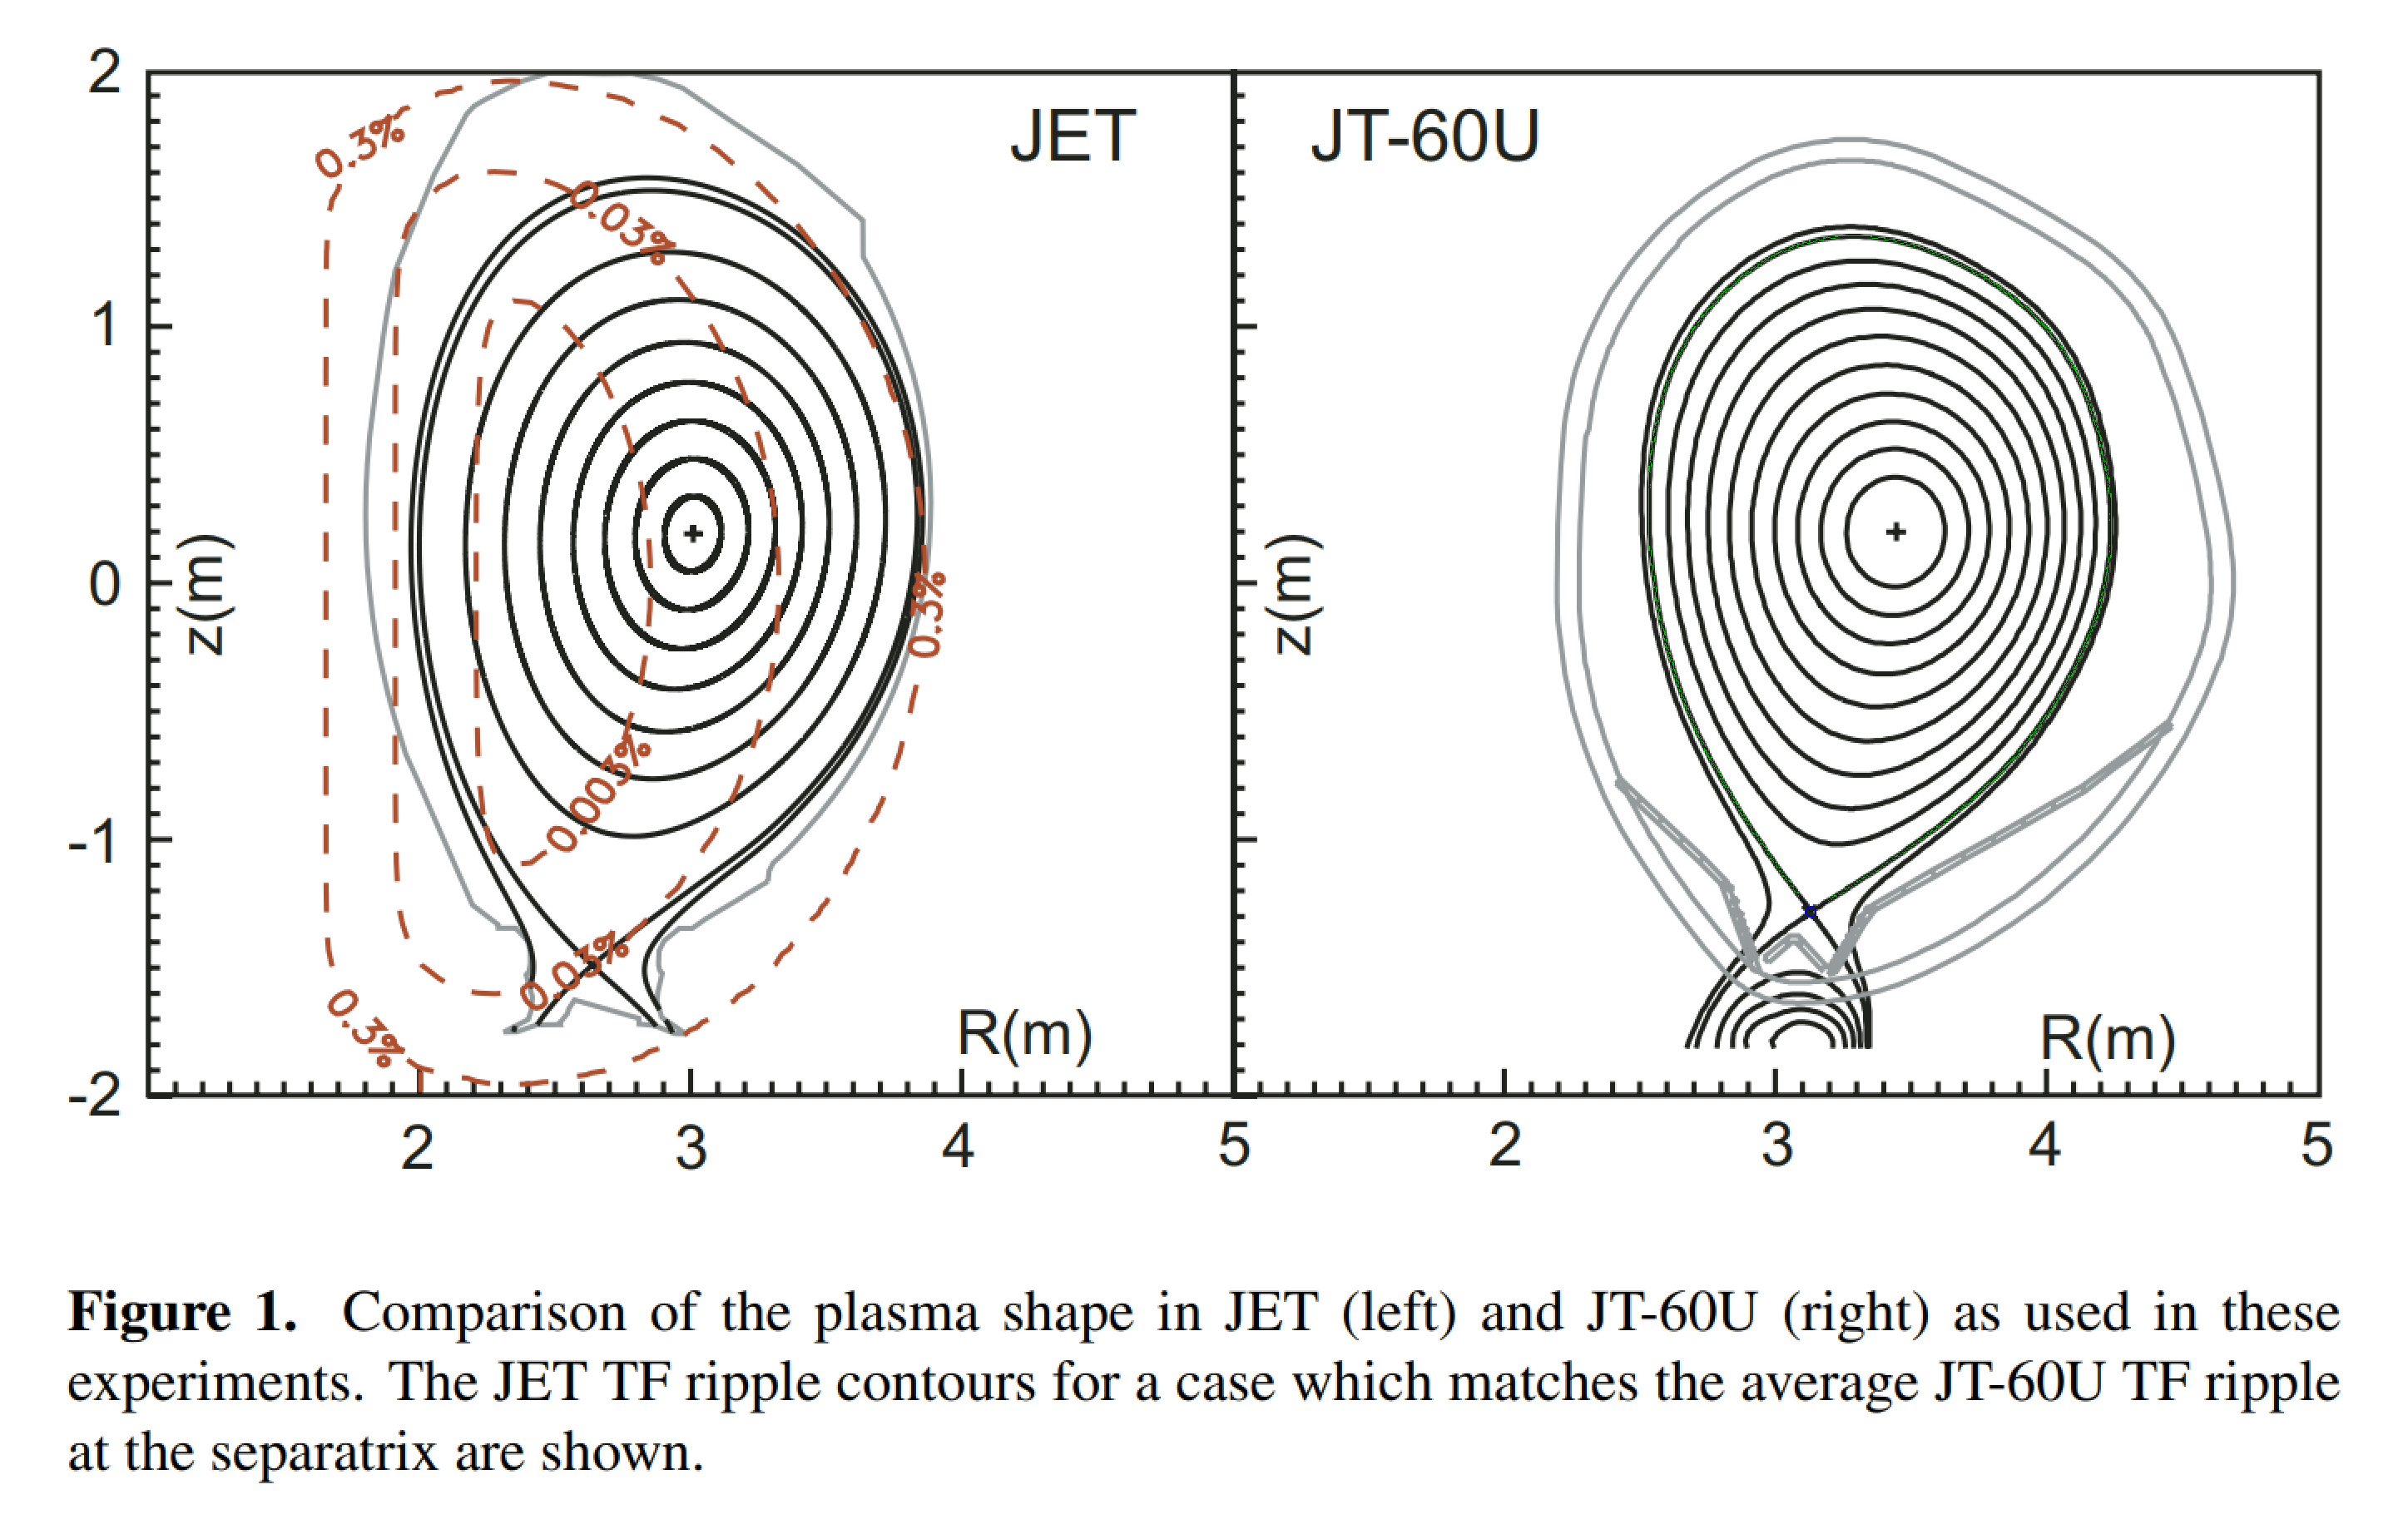 2
0.3%
JET
JT-60U
0.03%
1
0
z(m)
z(m)
0.3%
0.003%
-1
0.03%
0.3%
R(m)
R(m)
-2
2
3
4
5
2
3
4
5
Figure 1. Comparison of the plasma shape in JET (left) and JT-60U (right) as used in these
experiments. The JET TF ripple contours for a case which matches the average JT-60U TF ripple
at the separatrix are shown.